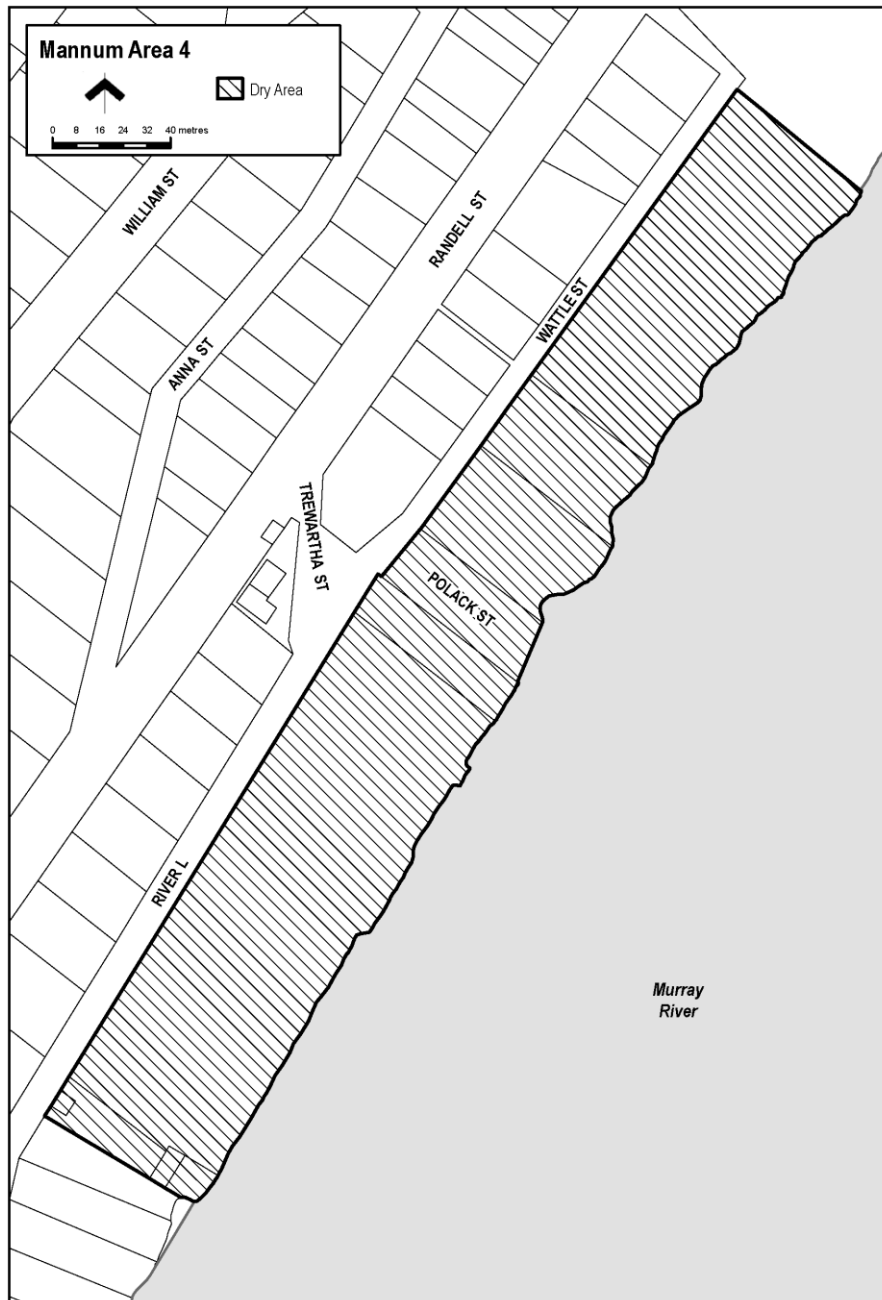 Mannum Area 4
Dry Area
0 8 16 24 32 40 metres
WILLIAM ST
RANDELL ST
WATTLE ST
ANNA ST
TREWARTHA ST
POLACK ST
RIVER L
Murray
River